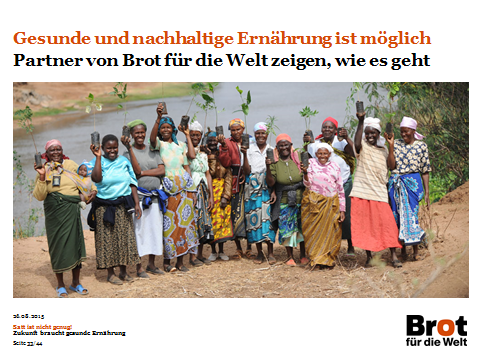 Gesunde und nachhaltige Ernährung ist möglich
Partner von Brot für die Welt zeigen, wie es geht
26.08.2015
Satt ist nicht genug!
Zukunft braucht gesunde Ernährung
Seite 33/44
Brot
für die Welt